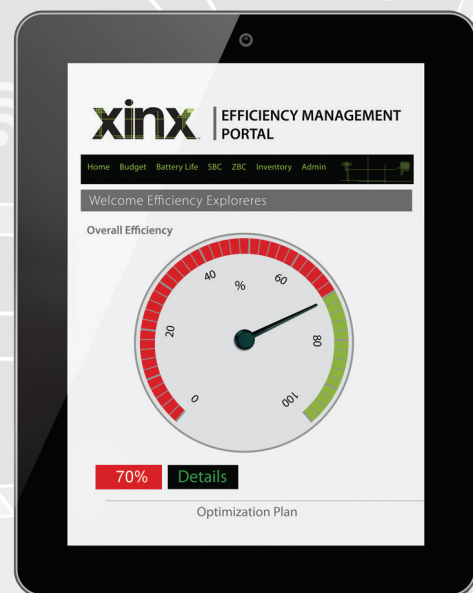 xinx™ | EFFICIENCY MANAGEMENT
PORTAL
Home Budget Battery Life SBC ZBC Inventory Admin
Welcome Efficiency Exploreres
Overall Efficiency
0
20
40
%
60
80
100
70% Details
Optimization Plan